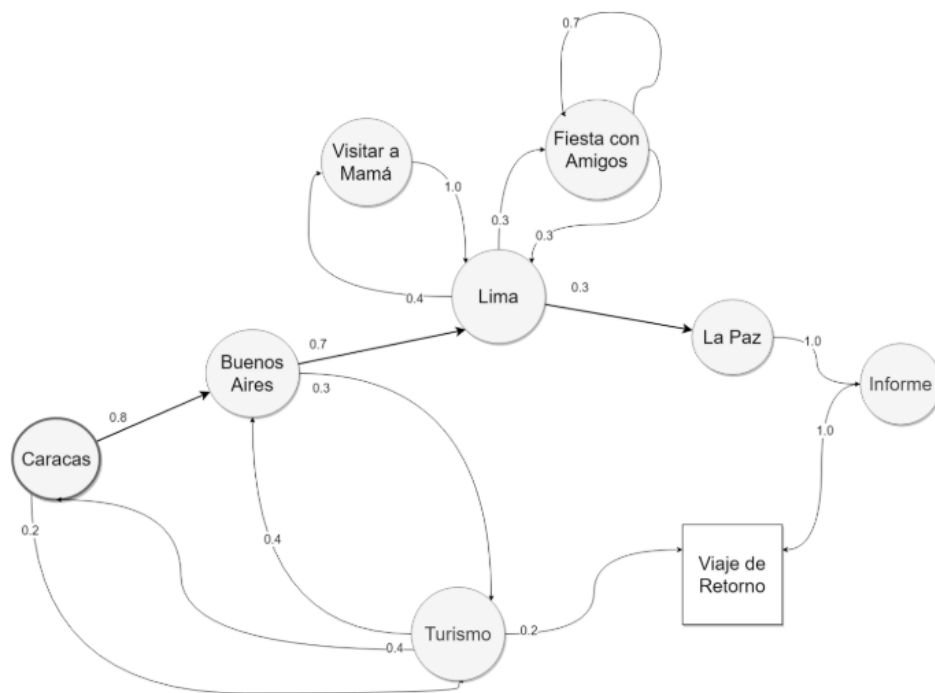 0.7
Fiesta con
Amigos
Visitar a
Mamá
1.0
0.3
0.3
0.4
Lima
0.3
La Paz
1.0
Informe
0.7
Buenos
Aires
0.3
0.8
Caracas
1.0
0.2
0.4
Viaje de
Retorno
Turismo
0.2
0.4